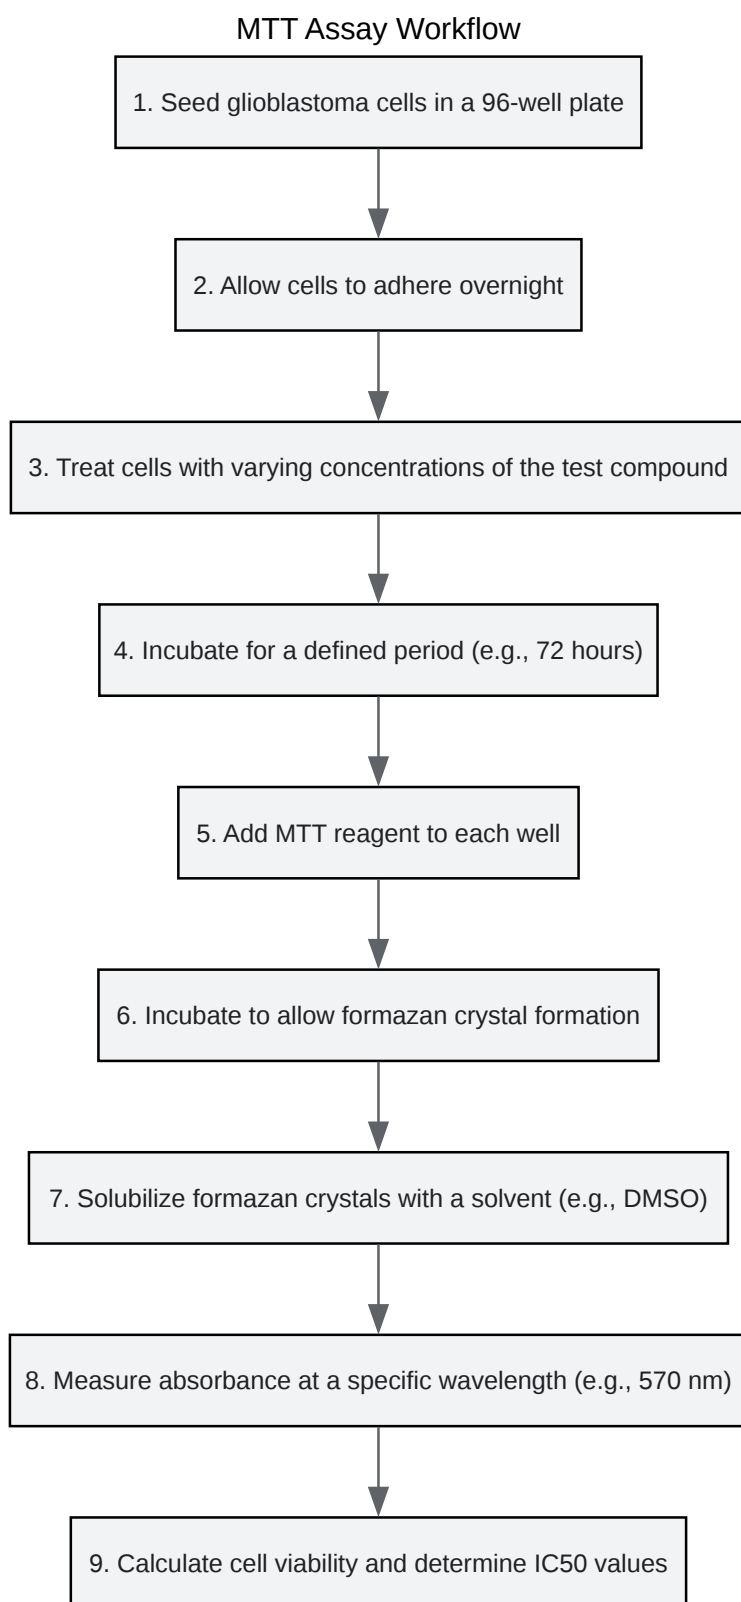 MTT Assay Workflow
1. Seed glioblastoma cells in a 96-well plate
2. Allow cells to adhere overnight
3. Treat cells with varying concentrations of the test compound
4. Incubate for a defined period (e.g., 72 hours)
5. Add MTT reagent to each well
6. Incubate to allow formazan crystal formation
7. Solubilize formazan crystals with a solvent (e.g., DMSO)
8. Measure absorbance at a specific wavelength (e.g., 570 nm)
9. Calculate cell viability and determine IC50 values